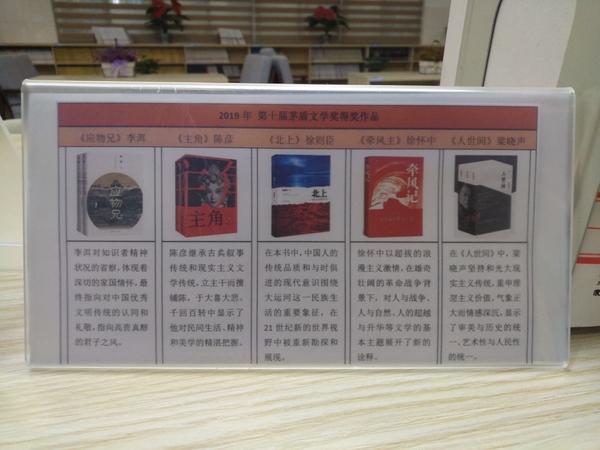 2019 年 第十届茅盾文学奖得奖作品
《应物兄》李洱
《主角》陈彦
《北上》徐则臣
《牵风主》徐怀中
《人世间》梁晓声
应物兄
主角
北上
牵风记
人世间
李洱对知识者精神
状况的省察，体现着
深切的家国情怀，最
终指向对中国优秀
文明传统的认同和
礼敬，指向高贵真醇
的君子之风。
陈彦继承古典叙事
传统和现实主义文
学传统，立主干而擅
铺陈，于大喜大悲、
千回百转中显示了
他对民间生活、精神
和美学的精湛把握。
在本书中，中国人的
传统品质和与时俱
进的现代意识围绕
大运河这一民族生活
的重要象征，在
21 世纪新的世界视
野中被重新勘探和
展现。
徐怀中以超拔的浪
漫主义激情，在雄奇
壮阔的革命战争背
景下，对人与战争、
人与自然、人的超越
与升华等文学的基
本主题展开了新的
诠释。
在《人世间》中，梁
晓声坚持和光大现
实主义传统，重申理
想主义价值，气象正
大而情感深沉，显示
了审美与历史的统
一、艺术性与人民性
的统一。